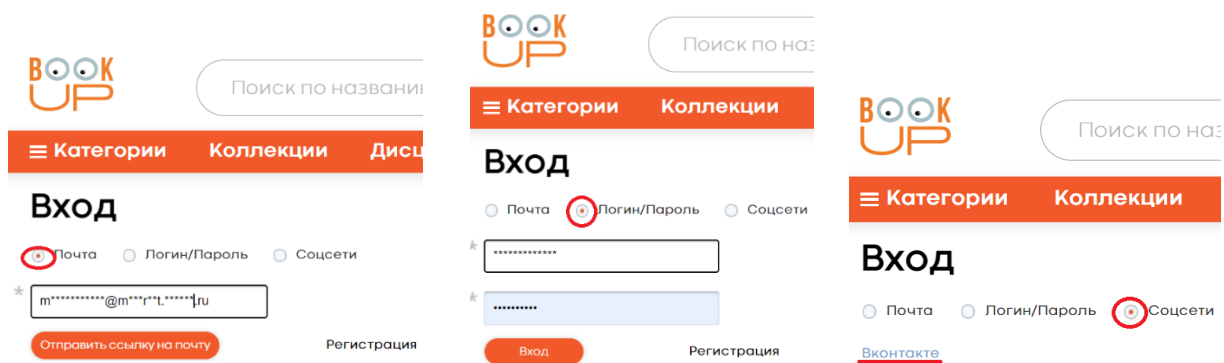 BOOK
UP
Поиск по названи
Категории Коллекции Дисц
Вход
Почта Логин/Пароль Соцсети
* m***********@m***r**t.******.ru
Отправить ссылку на почту Регистрация
BOOK
UP
Поиск по наз
Категории Коллекции
Вход
Почта Логин/Пароль Соцсети
* *************
* ••••••••••
Вход Регистрация
BOOK
UP
Поиск по наз
Категории Коллекции
Вход
Почта Логин/Пароль Соцсети
Вконтакте